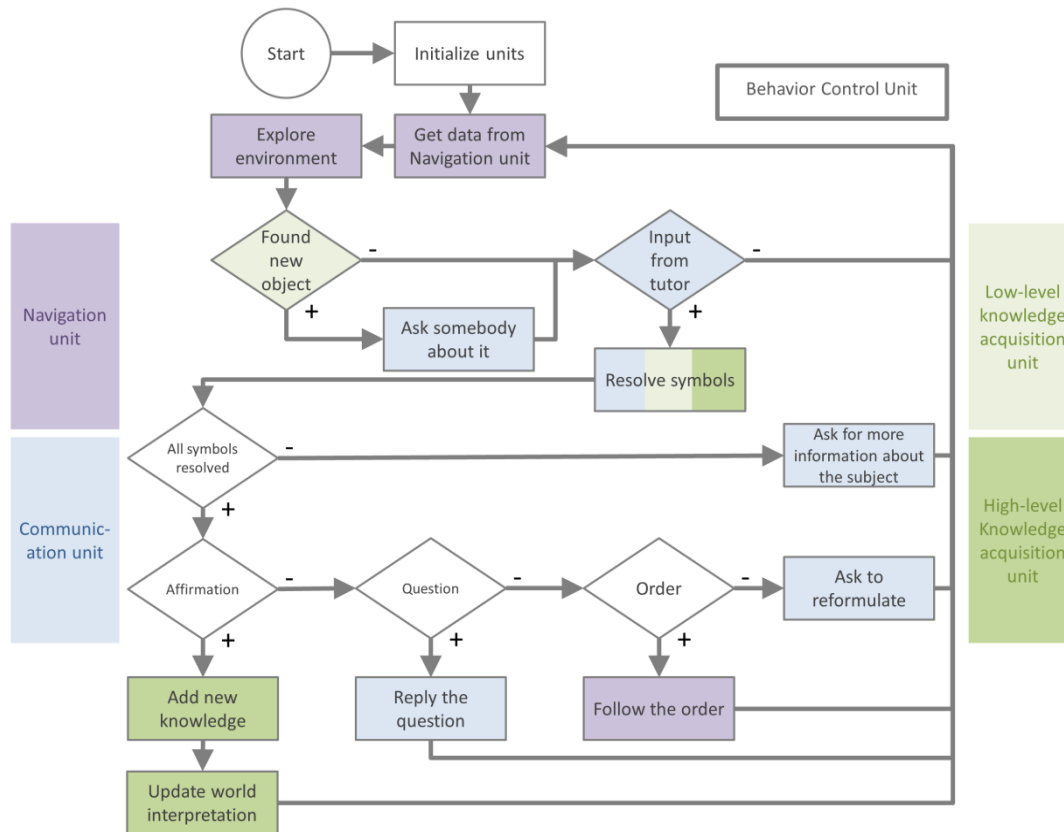 Start
Initialize units
Behavior Control Unit
Explore
environment
Get data from
Navigation unit
Found
new
object
-
+
Input
from
tutor
-
+
Ask somebody
about it
Resolve symbols
Navigation
unit
Low-level
knowledge
acquisition
unit
All symbols
resolved
-
+
Ask for more
information about
the subject
Communic-
ation unit
High-level
Knowledge
acquisition
unit
Affirmation
-
+
Question
-
+
Order
-
+
Ask to
reformulate
Add new
knowledge
Reply the
question
Follow the order
Update world
interpretation